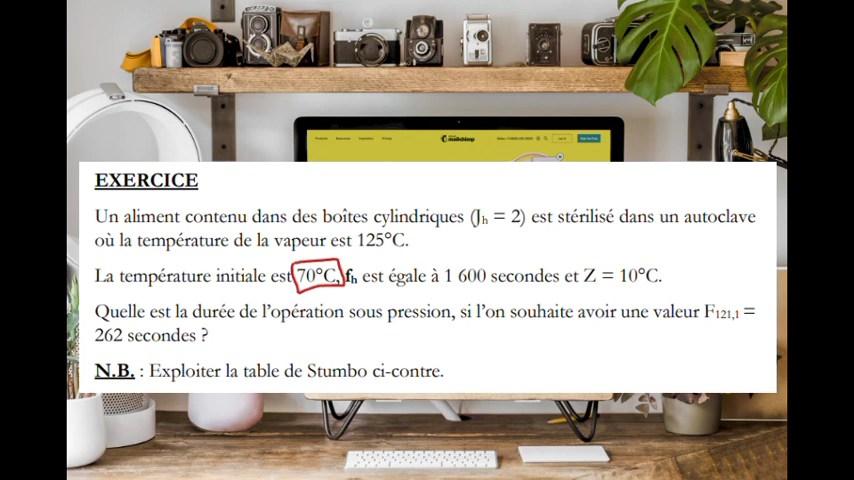 mailchimp
EXERCICE
Un aliment contenu dans des boîtes cylindriques (Jh = 2) est stérilisé dans un autoclave
où la température de la vapeur est 125°C.
La température initiale est 70°C, fh est égale à 1 600 secondes et Z = 10°C.
Quelle est la durée de l'opération sous pression, si l'on souhaite avoir une valeur F121,1 =
262 secondes ?
N.B. : Exploiter la table de Stumbo ci-contre.